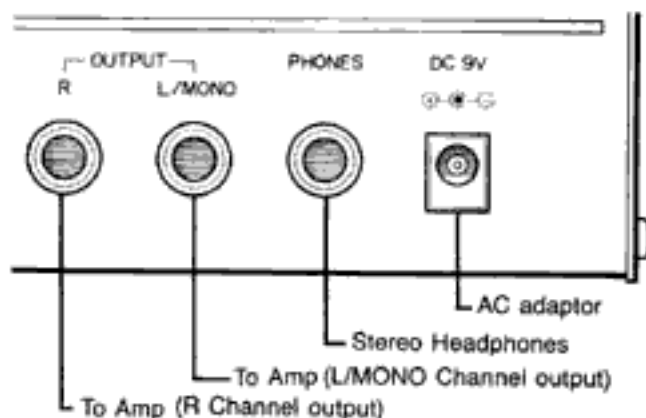 OUTPUT
PHONES
DC 9V
R
L/MONO
AC adaptor
Stereo Headphones
To Amp (L/MONO Channel output)
To Amp (R Channel output)